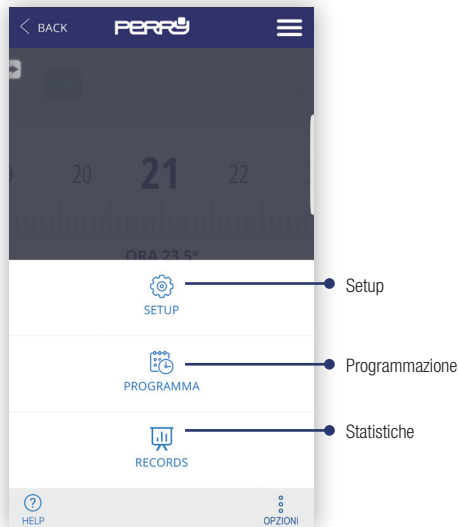 BACK PERRY
20 21 22
ORA 23.5°
SETUP Setup
PROGRAMMA Programmazione
RECORDS Statistiche
HELP OPZIONI